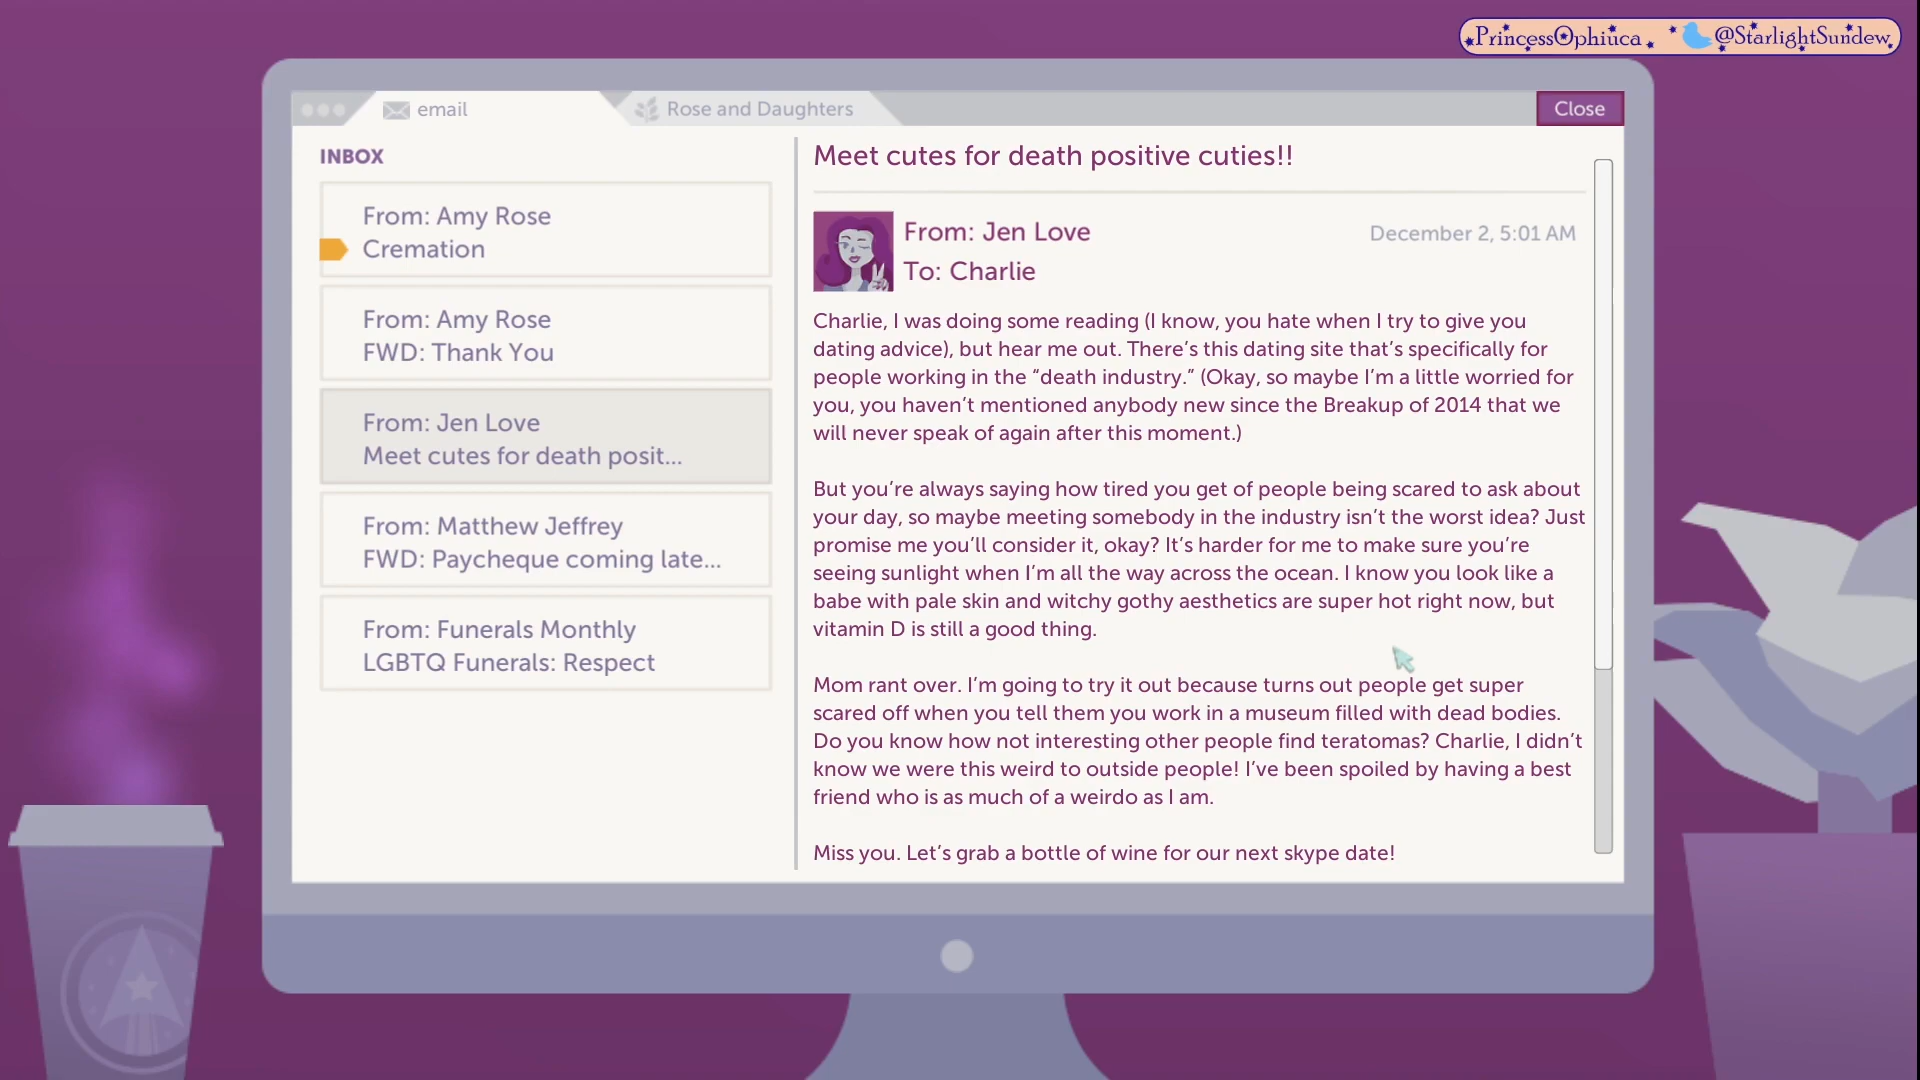 PrincessOphiuca @StarlightSundew
email
Rose and Daughters
Close
INBOX
From: Amy Rose
Cremation
From: Amy Rose
FWD: Thank You
From: Jen Love
Meet cutes for death posit...
From: Matthew Jeffrey
FWD: Paycheque coming late...
From: Funerals Monthly
LGBTQ Funerals: Respect
Meet cutes for death positive cuties!!
From: Jen Love
December 2, 5:01 AM
To: Charlie
Charlie, I was doing some reading (I know, you hate when I try to give you
dating advice), but hear me out. There's this dating site that's specifically for
people working in the “death industry.” (Okay, so maybe I'm a little worried for
you, you haven't mentioned anybody new since the Breakup of 2014 that we
will never speak of again after this moment.)
But you're always saying how tired you get of people being scared to ask about
your day, so maybe meeting somebody in the industry isn't the worst idea? Just
promise me you'll consider it, okay? It's harder for me to make sure you're
seeing sunlight when I'm all the way across the ocean. I know you look like a
babe with pale skin and witchy gothy aesthetics are super hot right now, but
vitamin D is still a good thing.
Mom rant over. I'm going to try it out because turns out people get super
scared off when you tell them you work in a museum filled with dead bodies.
Do you know how not interesting other people find teratomas? Charlie, I didn't
know we were this weird to outside people! I've been spoiled by having a best
friend who is as much of a weirdo as I am.
Miss you. Let's grab a bottle of wine for our next skype date!